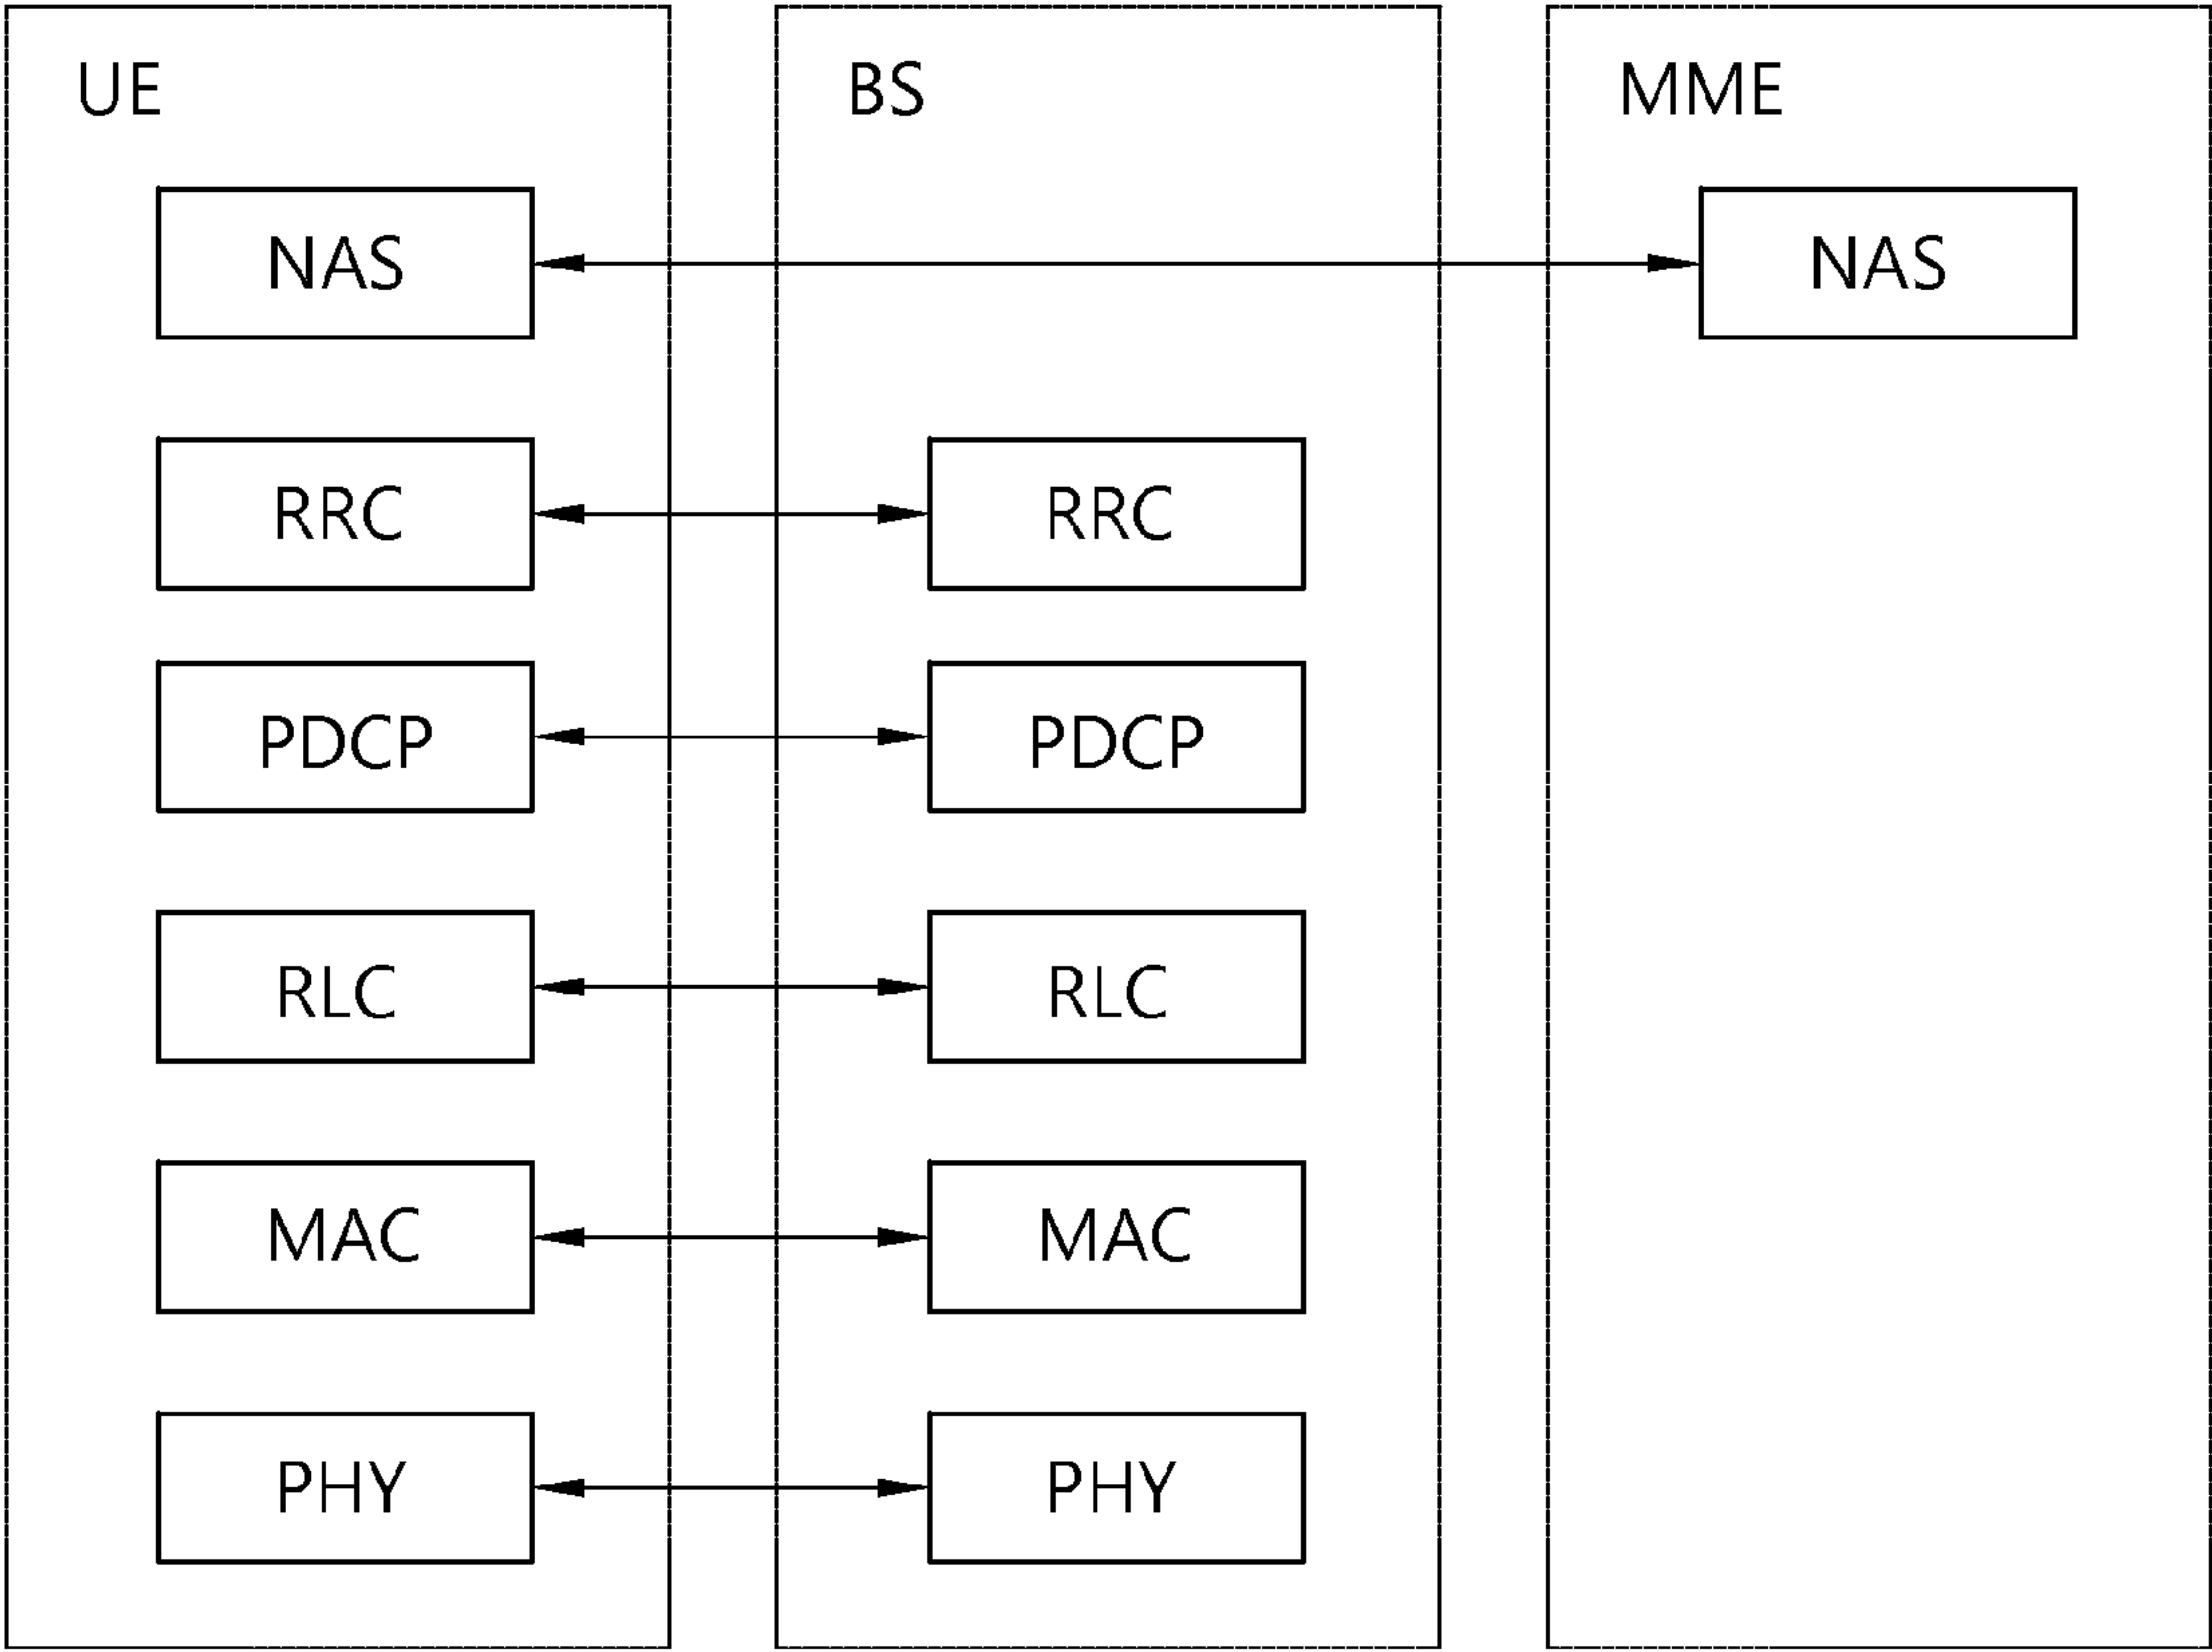 UE
BS
MME
NAS
NAS
RRC
RRC
PDCP
PDCP
RLC
RLC
MAC
MAC
PHY
PHY